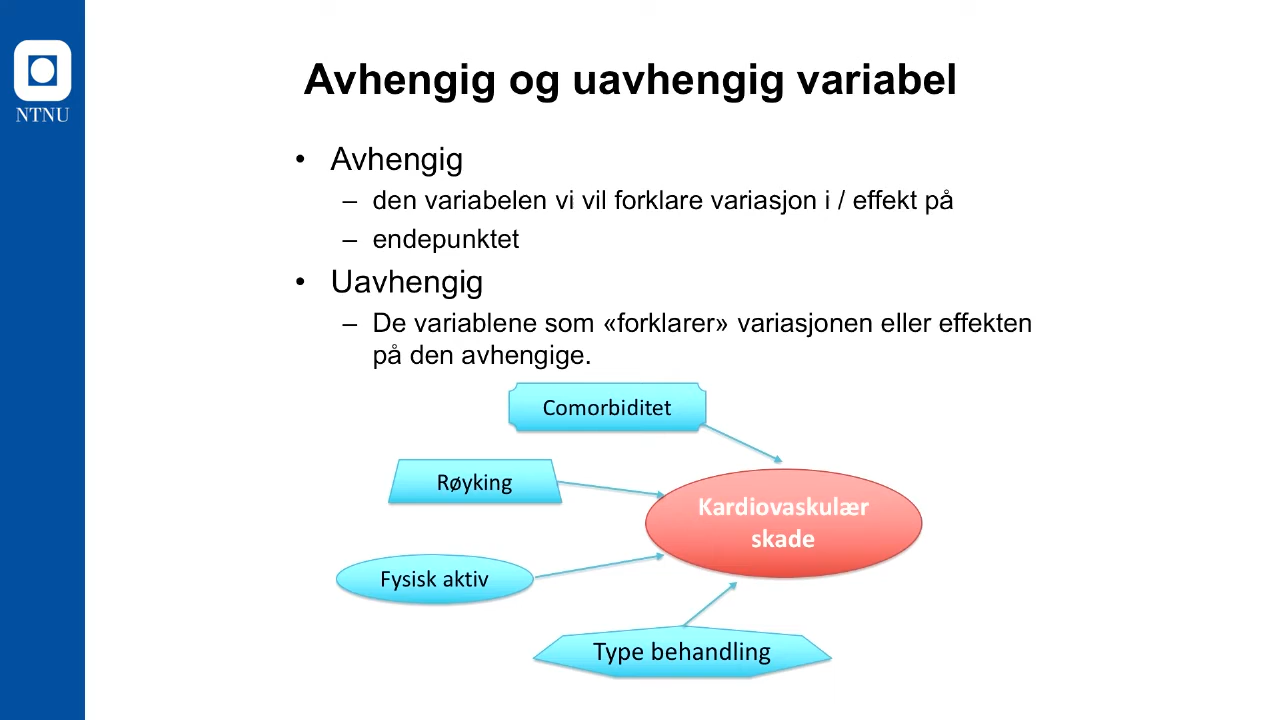 NTNU
Avhengig og uavhengig variabel
• Avhengig
– den variabelen vi vil forklare variasjon i / effekt på
– endepunktet
• Uavhengig
– De variablene som «forklarer» variasjonen eller effekten
på den avhengige.
Comorbiditet
Røyking
Kardiovaskulær
skade
Fysisk aktiv
Type behandling